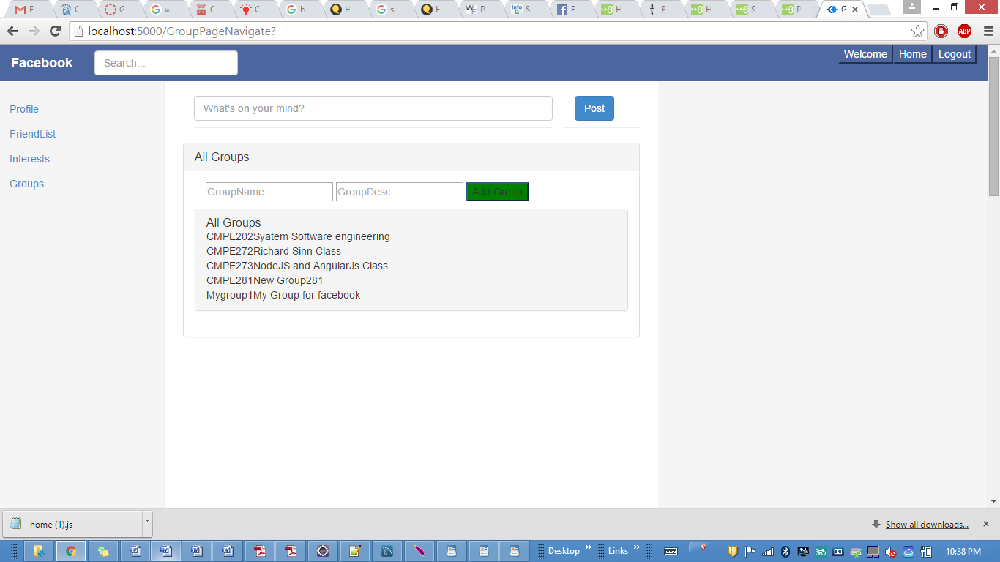 F C G w C C h H s H P S F H F H S P G
localhost:5000/GroupPageNavigate?
Facebook Search... Welcome Home Logout
What's on your mind? Post
Profile
FriendList
Interests
Groups
All Groups
GroupName GroupDesc Add Group
All Groups
CMPE202Syatem Software engineering
CMPE272Richard Sinn Class
CMPE273NodeJS and AngularJs Class
CMPE281New Group281
Mygroup1My Group for facebook
home (1).js Show all downloads...
Desktop Links 10:38 PM